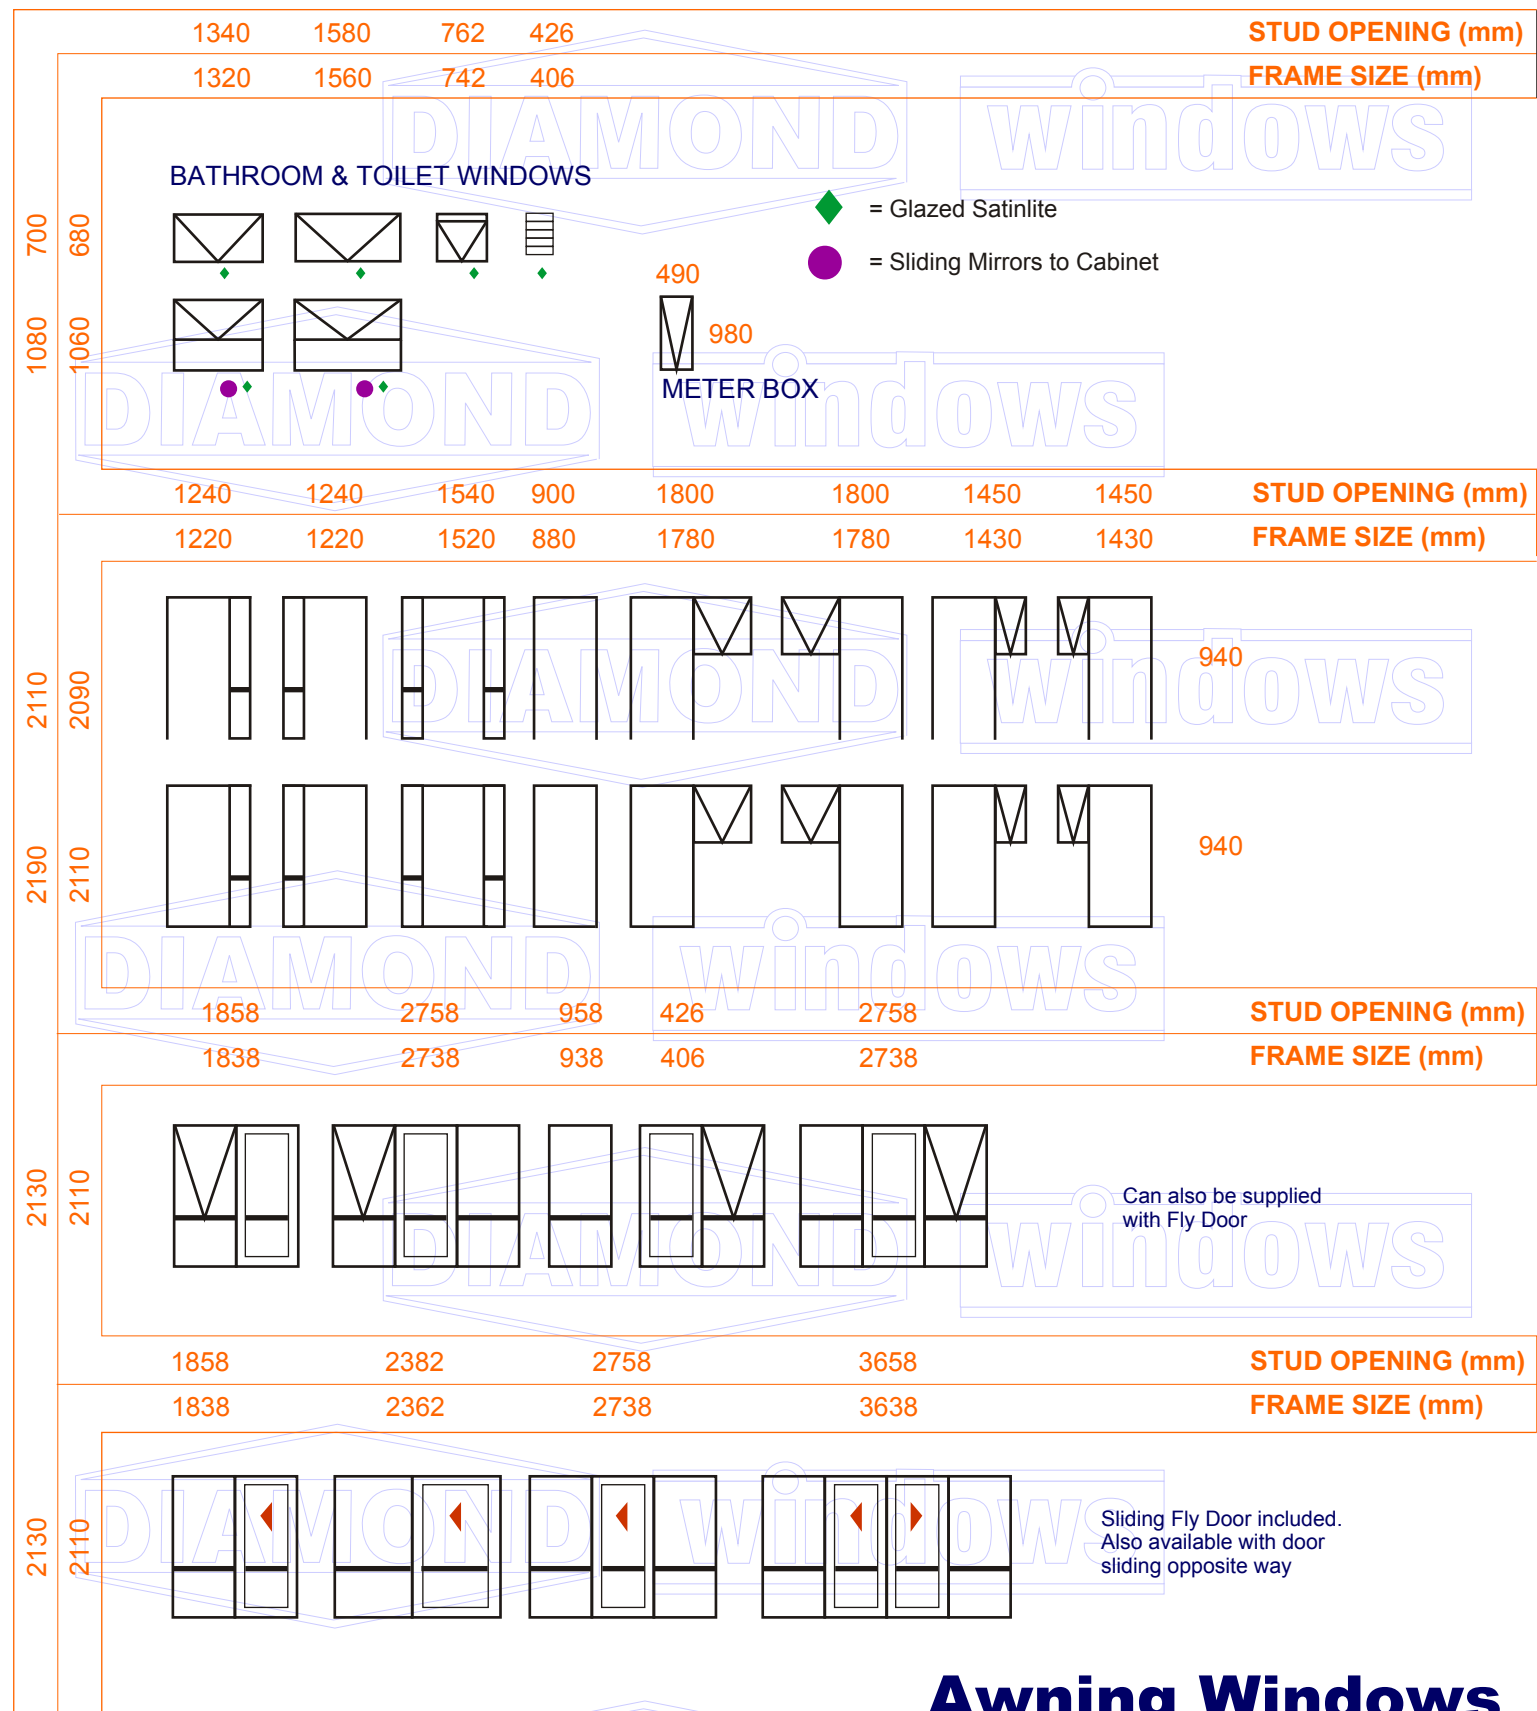 1340 1580 762 426 STUD OPENING (mm)
1320 1560 742 406 FRAME SIZE (mm)
DIAMOND windows
BATHROOM & TOILET WINDOWS
= Glazed Satinlite
700 680
= Sliding Mirrors to Cabinet
490
1080 1060
980
METER BOX
DIAMOND windows
1240 1240 1540 900 1800 1800 1450 1450 STUD OPENING (mm)
1220 1220 1520 880 1780 1780 1430 1430 FRAME SIZE (mm)
940
2110 2090
DIAMOND windows
940
2190 2110
DIAMOND windows
1858 2758 958 426 2758 STUD OPENING (mm)
1838 2738 938 406 2738 FRAME SIZE (mm)
2130 2110
Can also be supplied
with Fly Door
DIAMOND windows
1858 2382 2758 3658 STUD OPENING (mm)
1838 2362 2738 3638 FRAME SIZE (mm)
2130 2110
DIAMOND windows
Sliding Fly Door included.
Also available with door
sliding opposite way
Awning Windows